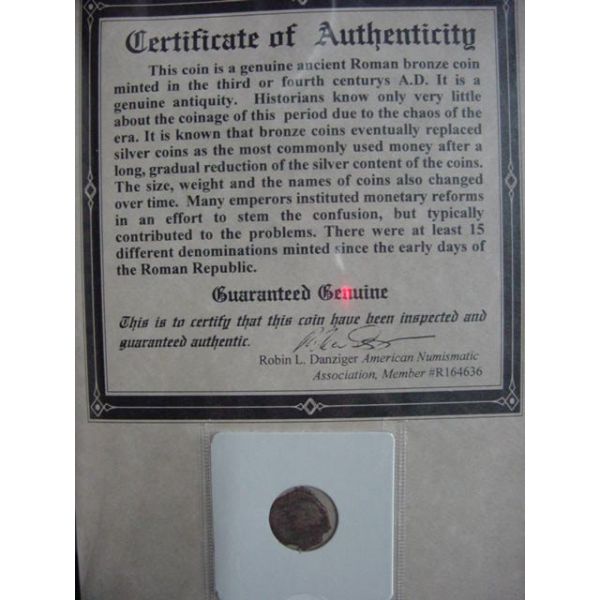 Certificate of Authenticity
This coin is a genuine ancient Roman bronze coin
minted in the third or fourth centurys A.D. It is a
genuine antiquity. Historians know only very little
about the coinage of this period due to the chaos of the
era. It is known that bronze coins eventually replaced
silver coins as the most commonly used money after a
long, gradual reduction of the silver content of the coins.
The size, weight and the names of coins also changed
over time. Many emperors instituted monetary reforms
in an effort to stem the confusion, but typically
contributed to the problems. There were at least 15
different denominations minted since the early days of
the Roman Republic.
Guaranteed Genuine
This is to certify that this coin have been inspected and
guaranteed authentic.
Robin L. Danziger American Numismatic
Association, Member #R164636